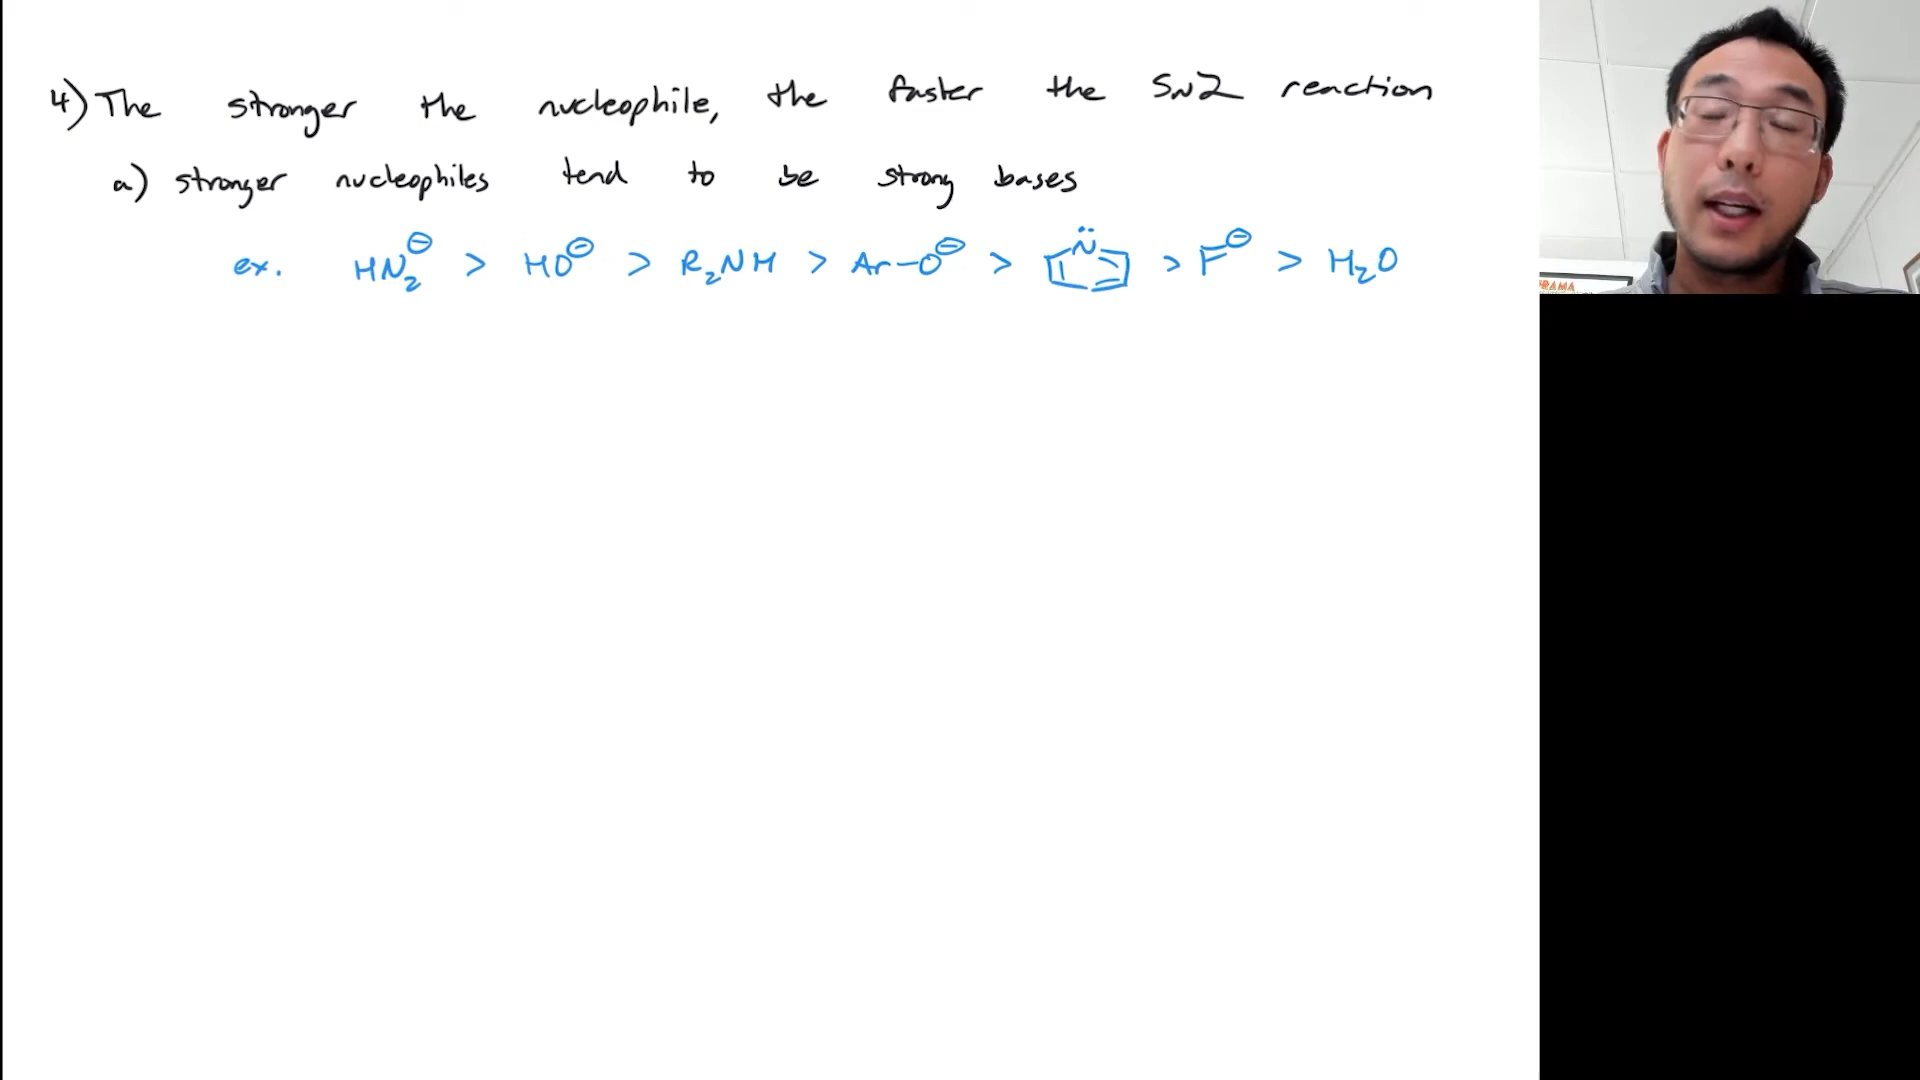 4) The stronger the nucleophile, the faster the SN2 reaction
a) stronger nucleophiles tend to be strong bases
ex. HN₂⊖ > HO⊖ > R₂NH > Ar-O⊖ > N̈ > F⊖ > H₂O
RAMA